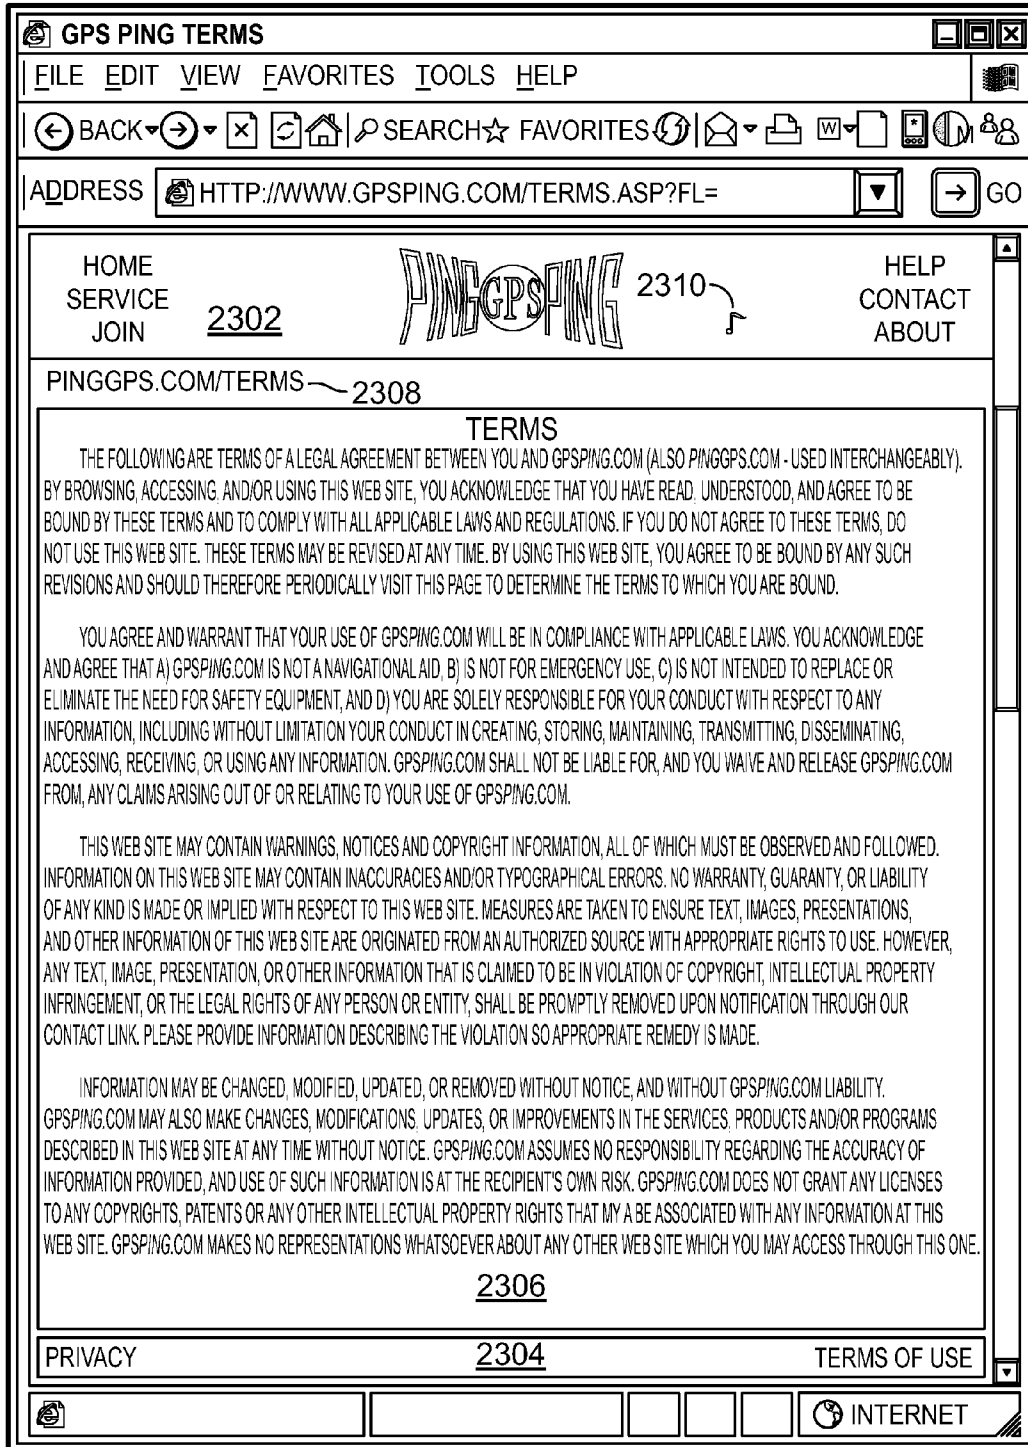 GPS PING TERMS
FILE EDIT VIEW FAVORITES TOOLS HELP
BACK SEARCH FAVORITES W M
ADDRESS HTTP://WWW.GPSPING.COM/TERMS.ASP?FL= GO
HOME
SERVICE
JOIN
2302
PING GPS PING
2310
HELP
CONTACT
ABOUT
PINGGPS.COM/TERMS 2308
TERMS
THE FOLLOWING ARE TERMS OF A LEGAL AGREEMENT BETWEEN YOU AND GPSPING.COM (ALSO PINGGPS.COM - USED INTERCHANGEABLY).
BY BROWSING, ACCESSING, AND/OR USING THIS WEB SITE, YOU ACKNOWLEDGE THAT YOU HAVE READ, UNDERSTOOD, AND AGREE TO BE
BOUND BY THESE TERMS AND TO COMPLY WITH ALL APPLICABLE LAWS AND REGULATIONS. IF YOU DO NOT AGREE TO THESE TERMS, DO
NOT USE THIS WEB SITE. THESE TERMS MAY BE REVISED AT ANY TIME. BY USING THIS WEB SITE, YOU AGREE TO BE BOUND BY ANY SUCH
REVISIONS AND SHOULD THEREFORE PERIODICALLY VISIT THIS PAGE TO DETERMINE THE TERMS TO WHICH YOU ARE BOUND.
YOU AGREE AND WARRANT THAT YOUR USE OF GPSPING.COM WILL BE IN COMPLIANCE WITH APPLICABLE LAWS. YOU ACKNOWLEDGE
AND AGREE THAT A) GPSPING.COM IS NOT A NAVIGATIONAL AID, B) IS NOT FOR EMERGENCY USE, C) IS NOT INTENDED TO REPLACE OR
ELIMINATE THE NEED FOR SAFETY EQUIPMENT, AND D) YOU ARE SOLELY RESPONSIBLE FOR YOUR CONDUCT WITH RESPECT TO ANY
INFORMATION, INCLUDING WITHOUT LIMITATION YOUR CONDUCT IN CREATING, STORING, MAINTAINING, TRANSMITTING, DISSEMINATING,
ACCESSING, RECEIVING, OR USING ANY INFORMATION. GPSPING.COM SHALL NOT BE LIABLE FOR, AND YOU WAIVE AND RELEASE GPSPING.COM
FROM, ANY CLAIMS ARISING OUT OF OR RELATING TO YOUR USE OF GPSPING.COM.
THIS WEB SITE MAY CONTAIN WARNINGS, NOTICES AND COPYRIGHT INFORMATION, ALL OF WHICH MUST BE OBSERVED AND FOLLOWED.
INFORMATION ON THIS WEB SITE MAY CONTAIN INACCURACIES AND/OR TYPOGRAPHICAL ERRORS. NO WARRANTY, GUARANTY, OR LIABILITY
OF ANY KIND IS MADE OR IMPLIED WITH RESPECT TO THIS WEB SITE. MEASURES ARE TAKEN TO ENSURE TEXT, IMAGES, PRESENTATIONS,
AND OTHER INFORMATION OF THIS WEB SITE ARE ORIGINATED FROM AN AUTHORIZED SOURCE WITH APPROPRIATE RIGHTS TO USE. HOWEVER,
ANY TEXT, IMAGE, PRESENTATION, OR OTHER INFORMATION THAT IS CLAIMED TO BE IN VIOLATION OF COPYRIGHT, INTELLECTUAL PROPERTY
INFRINGEMENT, OR THE LEGAL RIGHTS OF ANY PERSON OR ENTITY, SHALL BE PROMPTLY REMOVED UPON NOTIFICATION THROUGH OUR
CONTACT LINK. PLEASE PROVIDE INFORMATION DESCRIBING THE VIOLATION SO APPROPRIATE REMEDY IS MADE.
INFORMATION MAY BE CHANGED, MODIFIED, UPDATED, OR REMOVED WITHOUT NOTICE, AND WITHOUT GPSPING.COM LIABILITY.
GPSPING.COM MAY ALSO MAKE CHANGES, MODIFICATIONS, UPDATES, OR IMPROVEMENTS IN THE SERVICES, PRODUCTS AND/OR PROGRAMS
DESCRIBED IN THIS WEB SITE AT ANY TIME WITHOUT NOTICE. GPSPING.COM ASSUMES NO RESPONSIBILITY REGARDING THE ACCURACY OF
INFORMATION PROVIDED, AND USE OF SUCH INFORMATION IS AT THE RECIPIENT'S OWN RISK. GPSPING.COM DOES NOT GRANT ANY LICENSES
TO ANY COPYRIGHTS, PATENTS OR ANY OTHER INTELLECTUAL PROPERTY RIGHTS THAT MY A BE ASSOCIATED WITH ANY INFORMATION AT THIS
WEB SITE. GPSPING.COM MAKES NO REPRESENTATIONS WHATSOEVER ABOUT ANY OTHER WEB SITE WHICH YOU MAY ACCESS THROUGH THIS ONE.
2306
PRIVACY 2304 TERMS OF USE
INTERNET